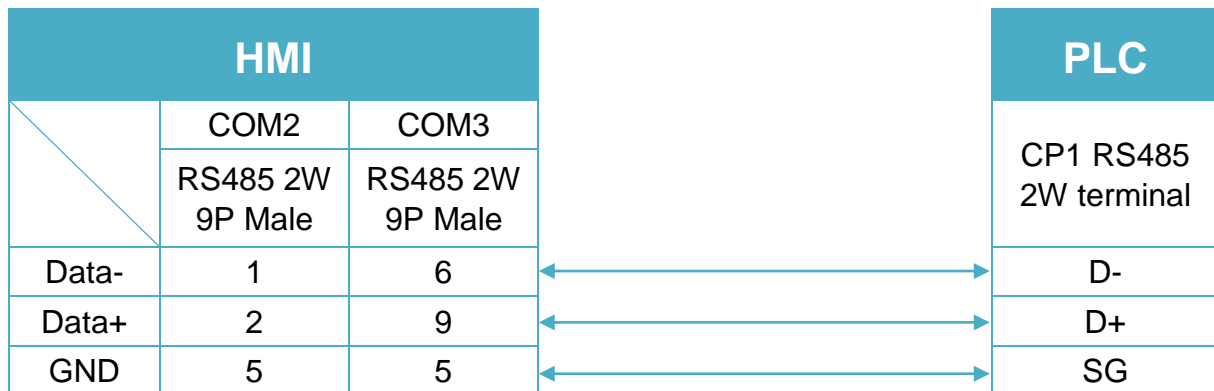 HMI PLC
COM2 COM3
RS485 2W RS485 2W
9P Male 9P Male
CP1 RS485
2W terminal
Data- 1 6 D-
Data+ 2 9 D+
GND 5 5 SG